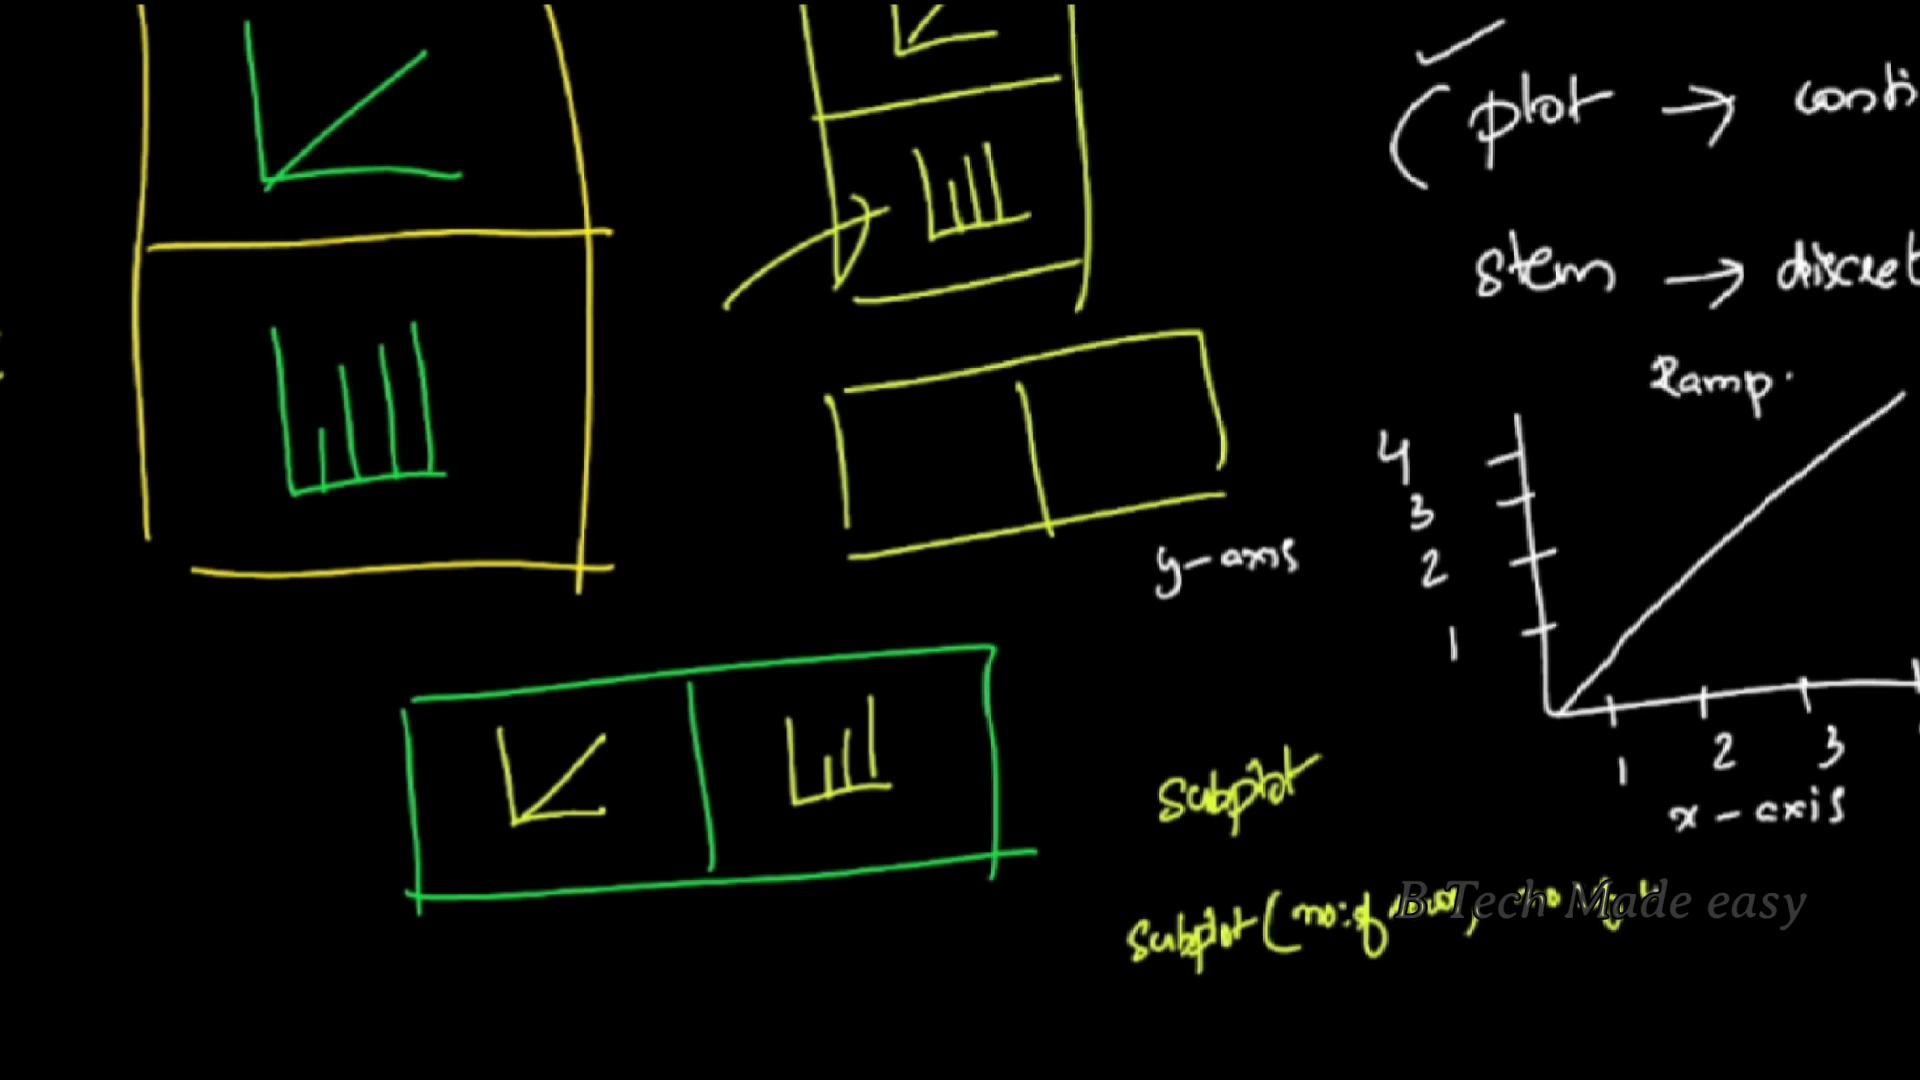 plot → conti
stem → discret
Ramp.
4
3
2
1
y-axis
1 2 3
x-axis
subplot
subplot (no: of
B Tech Made easy